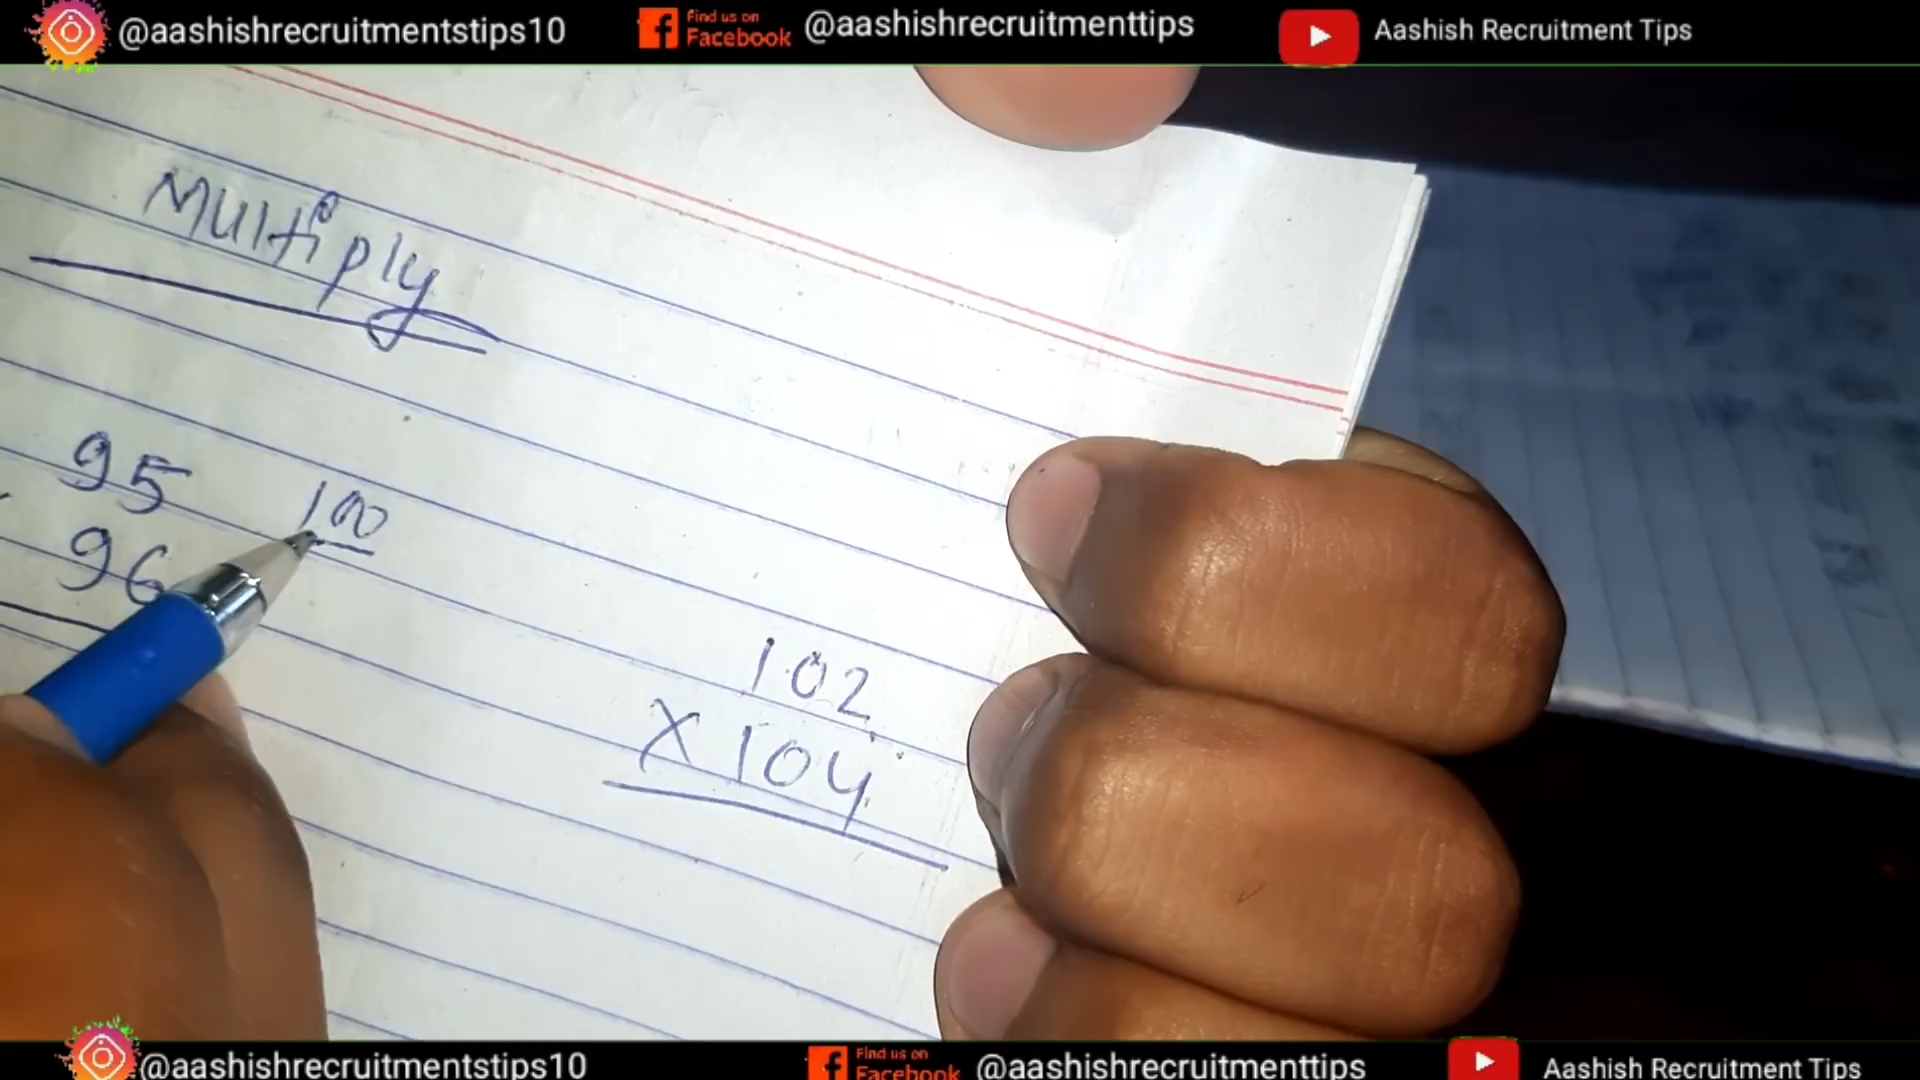 @aashishrecruitmentstips10 Find us on Facebook @aashishrecruitmenttips Aashish Recruitment Tips
Multiply
95
100
96
102
X 104
@aashishrecruitmentstips10 Find us on Facebook @aashishrecruitmenttips Aashish Recruitment Tips